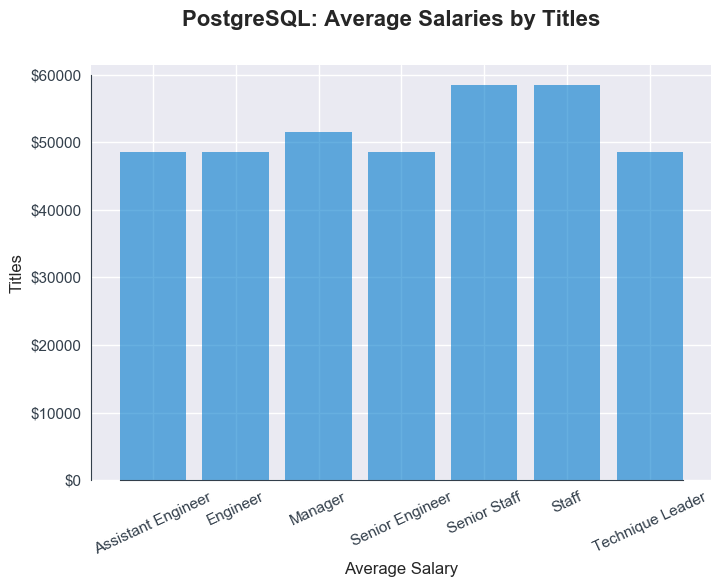 PostgreSQL: Average Salaries by Titles
$60000
$50000
$40000
$30000
$20000
$10000
$0
Titles
Assistant Engineer
Engineer
Manager
Senior Engineer
Senior Staff
Staff
Technique Leader
Average Salary